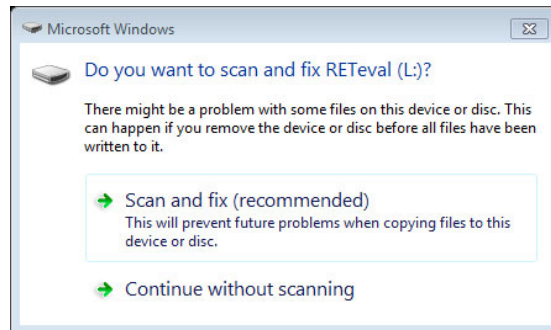 Microsoft Windows
Do you want to scan and fix RETeval (L:)?
There might be a problem with some files on this device or disc. This
can happen if you remove the device or disc before all files have been
written to it.
Scan and fix (recommended)
This will prevent future problems when copying files to this
device or disc.
Continue without scanning